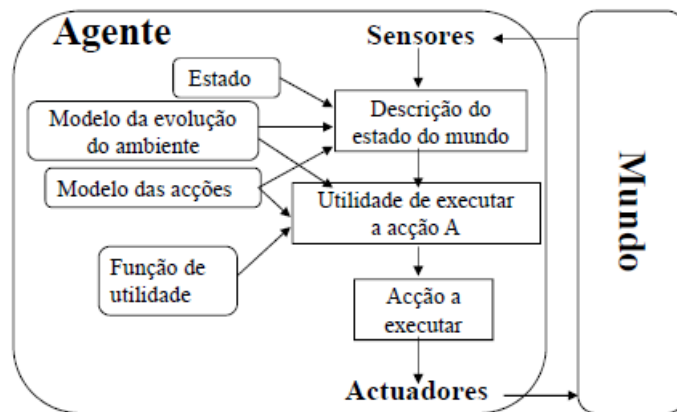 Agente
Sensores
Estado
Descrição do
estado do mundo
Modelo da evolução
do ambiente
Modelo das acções
Utilidade de executar
a acção A
Função de
utilidade
Acção a
executar
Actuadores
Mundo